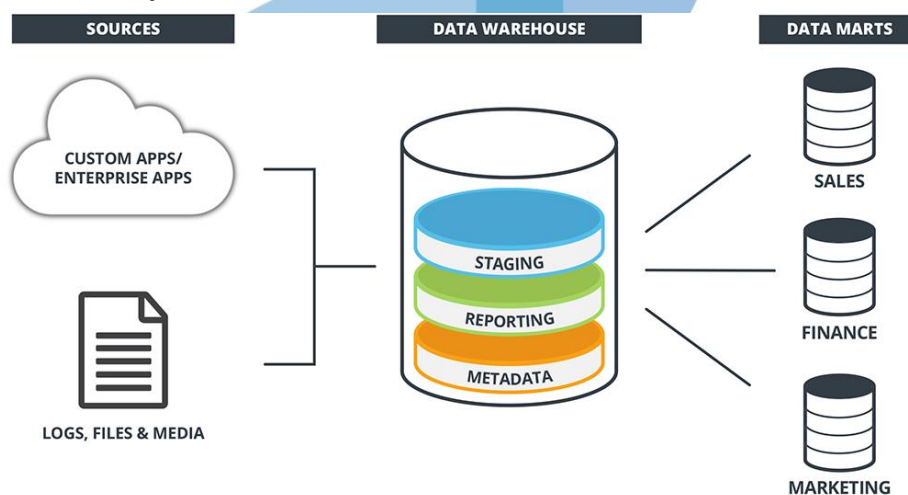 SOURCES
DATA WAREHOUSE
DATA MARTS
CUSTOM APPS/
ENTERPRISE APPS
LOGS, FILES & MEDIA
STAGING
REPORTING
METADATA
SALES
FINANCE
MARKETING